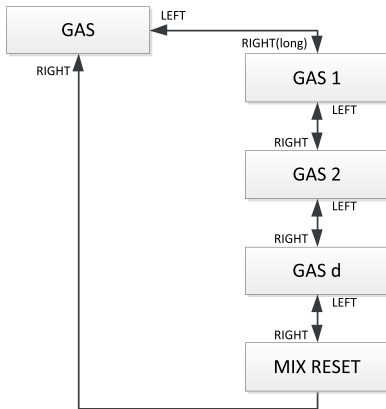 GAS
LEFT
RIGHT(long)
RIGHT
GAS 1
LEFT
RIGHT
GAS 2
LEFT
RIGHT
GAS d
LEFT
RIGHT
MIX RESET